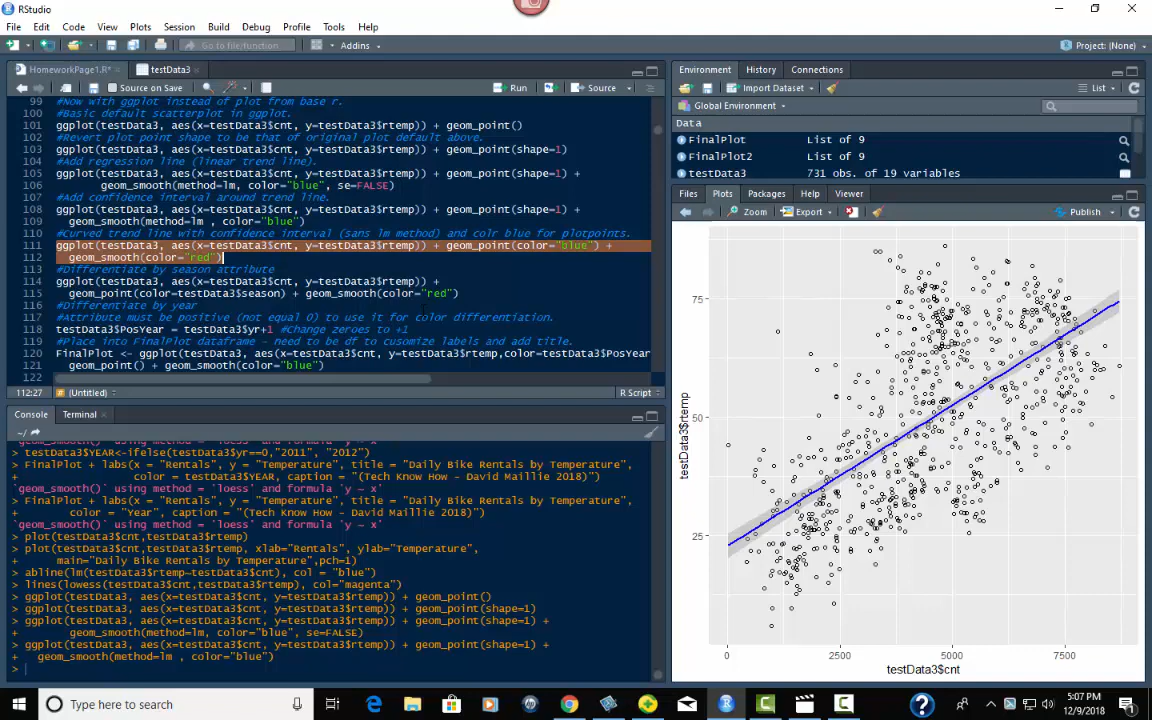 RStudio
File Edit Code View Plots Session Build Debug Profile Tools Help
Go to file/function Addins Project: (None)
HomeworkPage1.R* testData3
Source on Save Run Source
99 #Now with ggplot instead of plot from base r.
100 #Basic default scatterplot in ggplot.
101 ggplot(testData3, aes(x=testData3$cnt, y=testData3$rtemp)) + geom_point()
102 #Revert plot point shape to be that of original plot default above.
103 ggplot(testData3, aes(x=testData3$cnt, y=testData3$rtemp)) + geom_point(shape=1)
104 #Add regression line (linear trend line).
105 ggplot(testData3, aes(x=testData3$cnt, y=testData3$rtemp)) + geom_point(shape=1) +
106 geom_smooth(method=lm, color="blue", se=FALSE)
107 #Add confidence interval around trend line.
108 ggplot(testData3, aes(x=testData3$cnt, y=testData3$rtemp)) + geom_point(shape=1) +
109 geom_smooth(method=lm , color="blue")
110 #Curved trend line with confidence interval (sans lm method) and colr blue for plotpoints.
111 ggplot(testData3, aes(x=testData3$cnt, y=testData3$rtemp)) + geom_point(color="blue") +
112 geom_smooth(color="red")
113 #Differentiate by season attribute
114 ggplot(testData3, aes(x=testData3$cnt, y=testData3$rtemp)) +
115 geom_point(color=testData3$season) + geom_smooth(color="red")
116 #Differentiate by year
117 #Attribute must be positive (not equal 0) to use it for color differentiation.
118 testData3$PosYear = testData3$yr+1 #Change zeroes to +1
119 #Place into FinalPlot dataframe - need to be df to cusomize labels and add title.
120 FinalPlot <- ggplot(testData3, aes(x=testData3$cnt, y=testData3$rtemp,color=testData3$PosYear
121 geom_point() + geom_smooth(color="blue")
122
112:27 (Untitled) R Script
Console Terminal
~/
`geom_smooth()` using method = 'loess' and formula 'y ~ x'
> testData3$YEAR<-ifelse(testData3$yr==0,"2011", "2012")
> FinalPlot + labs(x = "Rentals", y = "Temperature", title = "Daily Bike Rentals by Temperature",
+ color = testData3$YEAR, caption = "(Tech Know How - David Maillie 2018)")
`geom_smooth()` using method = 'loess' and formula 'y ~ x'
> FinalPlot + labs(x = "Rentals", y = "Temperature", title = "Daily Bike Rentals by Temperature",
+ color = "Year", caption = "(Tech Know How - David Maillie 2018)")
`geom_smooth()` using method = 'loess' and formula 'y ~ x'
> plot(testData3$cnt,testData3$rtemp)
> plot(testData3$cnt,testData3$rtemp, xlab="Rentals", ylab="Temperature",
+ main="Daily Bike Rentals by Temperature",pch=1)
> abline(lm(testData3$rtemp~testData3$cnt), col = "blue")
> lines(lowess(testData3$cnt,testData3$rtemp), col="magenta")
> ggplot(testData3, aes(x=testData3$cnt, y=testData3$rtemp)) + geom_point()
> ggplot(testData3, aes(x=testData3$cnt, y=testData3$rtemp)) + geom_point(shape=1)
> ggplot(testData3, aes(x=testData3$cnt, y=testData3$rtemp)) + geom_point(shape=1) +
+ geom_smooth(method=lm, color="blue", se=FALSE)
> ggplot(testData3, aes(x=testData3$cnt, y=testData3$rtemp)) + geom_point(shape=1) +
+ geom_smooth(method=lm , color="blue")
>
Environment History Connections
Import Dataset List
Global Environment
Data
FinalPlot List of 9
FinalPlot2 List of 9
testData3 731 obs. of 19 variables
Files Plots Packages Help Viewer
Zoom Export Publish
75
50
25
testData3$rtemp
0 2500 5000 7500
testData3$cnt
Type here to search
5:07 PM
12/9/2018